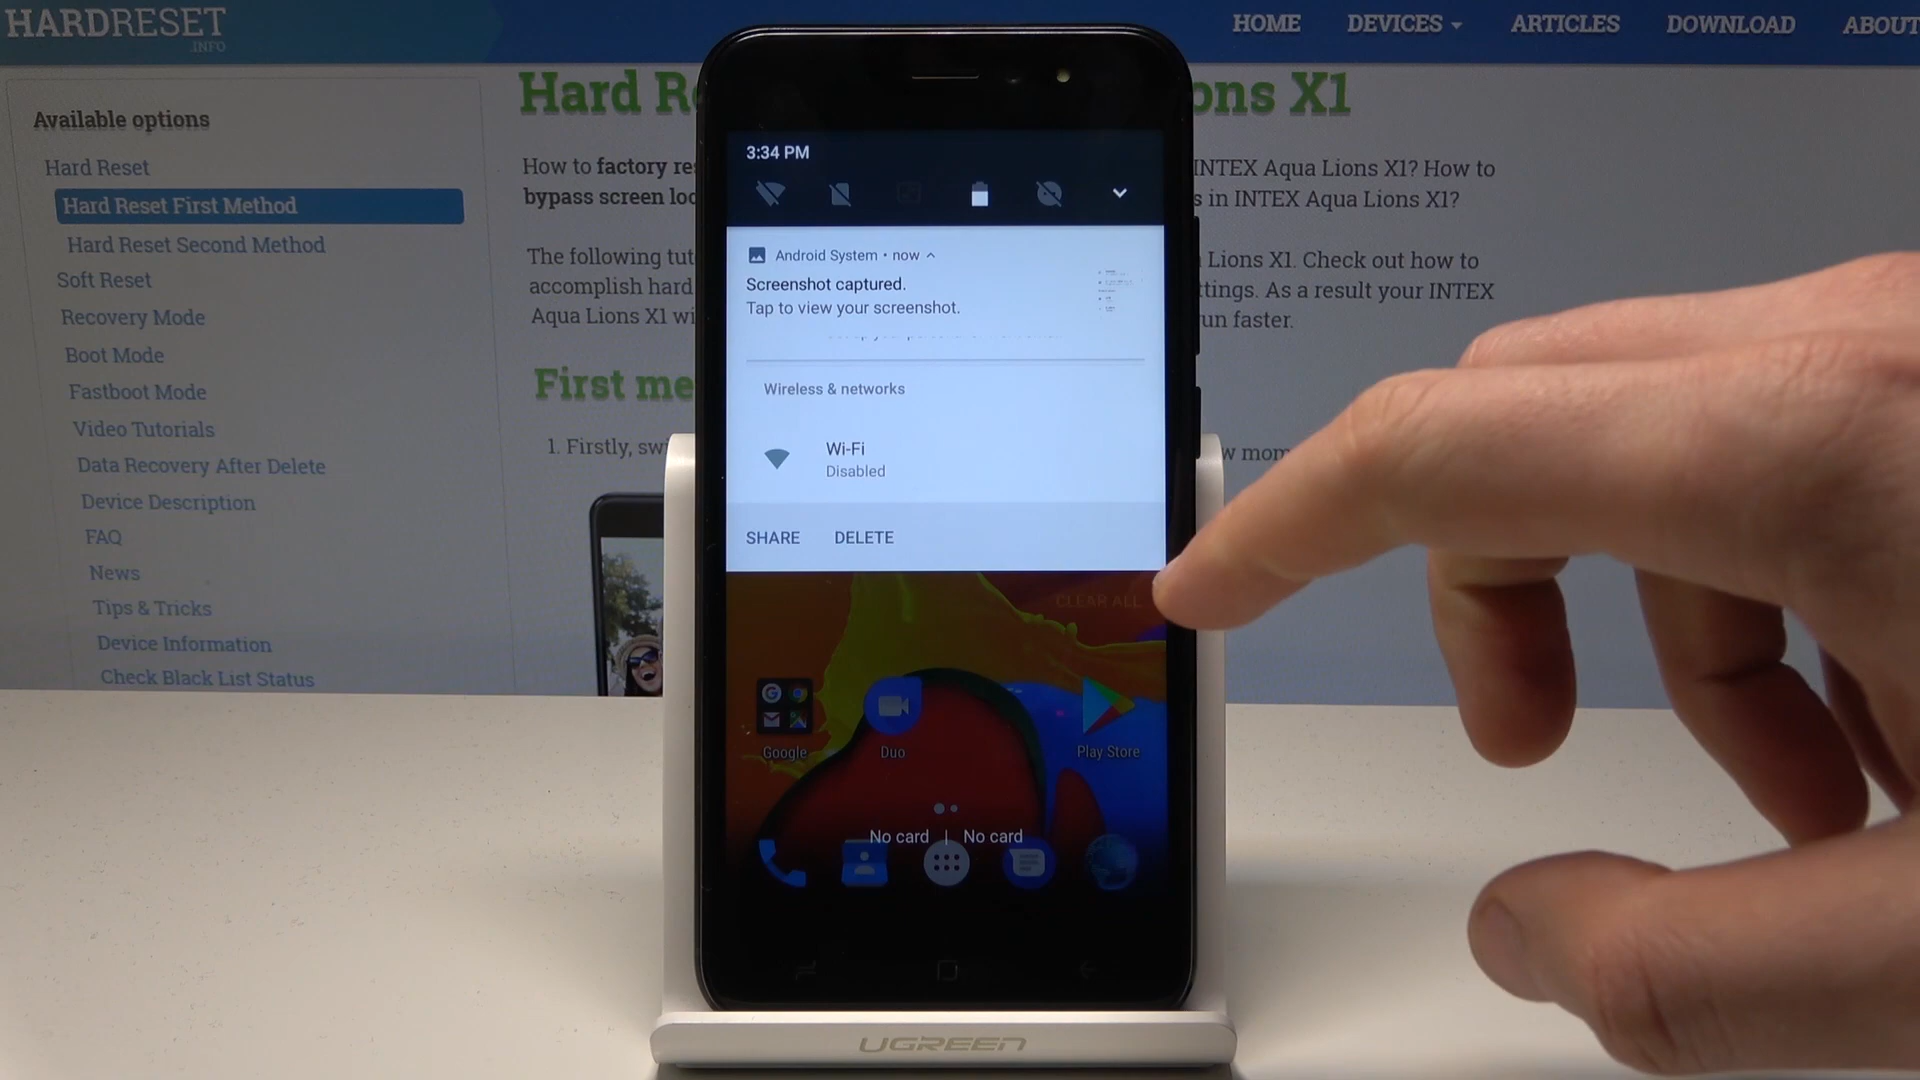 HARDRESET
.INFO
HOME
DEVICES
ARTICLES
DOWNLOAD
ABOUT
Available options
Hard Reset
Hard Reset First Method
Hard Reset Second Method
Soft Reset
Recovery Mode
Boot Mode
Fastboot Mode
Video Tutorials
Data Recovery After Delete
Device Description
FAQ
News
Tips & Tricks
Device Information
Check Black List Status
Hard R
ons X1
How to factory re
INTEX Aqua Lions X1? How to
bypass screen loc
s in INTEX Aqua Lions X1?
The following tut
Lions X1. Check out how to
accomplish hard
ttings. As a result your INTEX
Aqua Lions X1 wi
un faster.
First me
1. Firstly, sw
w mom
3:34 PM
Android System • now
Screenshot captured.
Tap to view your screenshot.
Wireless & networks
Wi-Fi
Disabled
SHARE
DELETE
CLEAR ALL
Google
Duo
Play Store
No card | No card
UGREEN